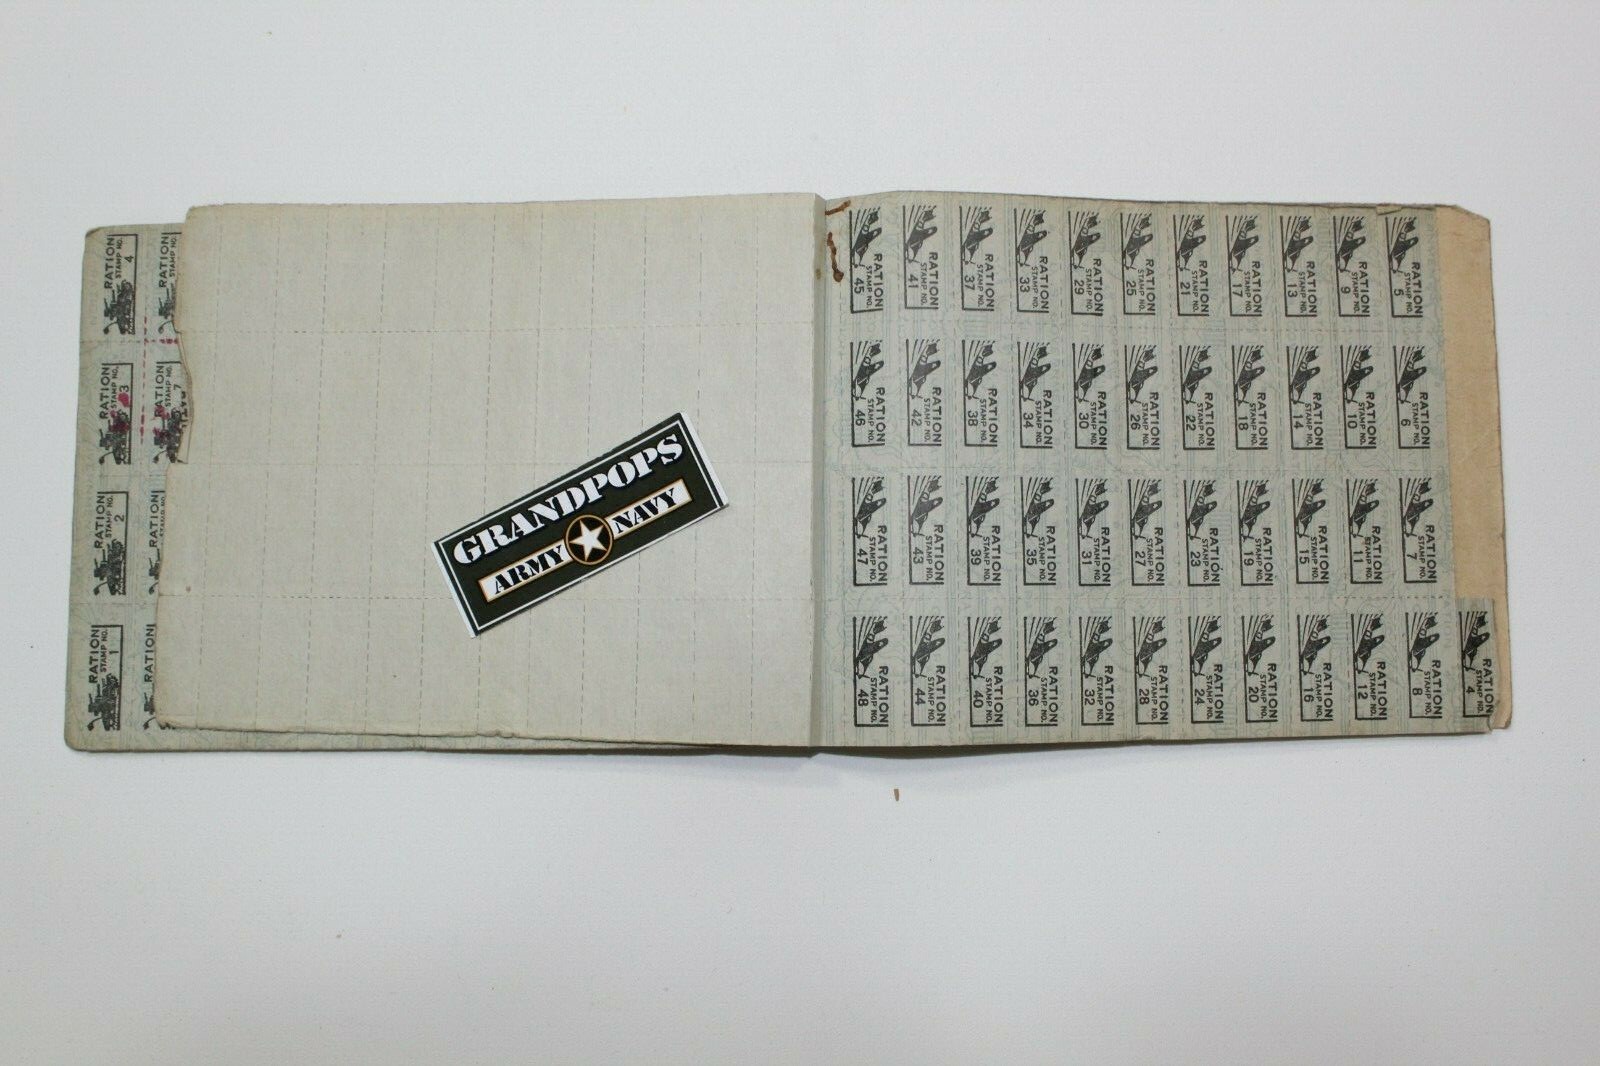 RATION
STAMP NO.
4
RATION
STAMP NO.
RATION
STAMP NO.
3
RATION
STAMP NO.
7
RATION
STAMP NO.
2
RATION
RATION
STAMP NO.
1
RATION
GRANDPOPS
ARMY NAVY
RATION
STAMP NO.
45
RATION
STAMP NO.
41
RATION
STAMP NO.
37
RATION
STAMP NO.
33
RATION
STAMP NO.
29
RATION
STAMP NO.
25
RATION
STAMP NO.
21
RATION
STAMP NO.
17
RATION
STAMP NO.
13
RATION
STAMP NO.
9
RATION
STAMP NO.
5
RATION
STAMP NO.
46
RATION
STAMP NO.
42
RATION
STAMP NO.
38
RATION
STAMP NO.
34
RATION
STAMP NO.
30
RATION
STAMP NO.
26
RATION
STAMP NO.
22
RATION
STAMP NO.
18
RATION
STAMP NO.
14
RATION
STAMP NO.
10
RATION
STAMP NO.
6
RATION
STAMP NO.
47
RATION
STAMP NO.
43
RATION
STAMP NO.
39
RATION
STAMP NO.
35
RATION
STAMP NO.
31
RATION
STAMP NO.
27
RATION
STAMP NO.
23
RATION
STAMP NO.
19
RATION
STAMP NO.
15
RATION
STAMP NO.
11
RATION
STAMP NO.
7
RATION
STAMP NO.
48
RATION
STAMP NO.
44
RATION
STAMP NO.
40
RATION
STAMP NO.
36
RATION
STAMP NO.
32
RATION
STAMP NO.
28
RATION
STAMP NO.
24
RATION
STAMP NO.
20
RATION
STAMP NO.
16
RATION
STAMP NO.
12
RATION
STAMP NO.
8
RATION
STAMP NO.
4